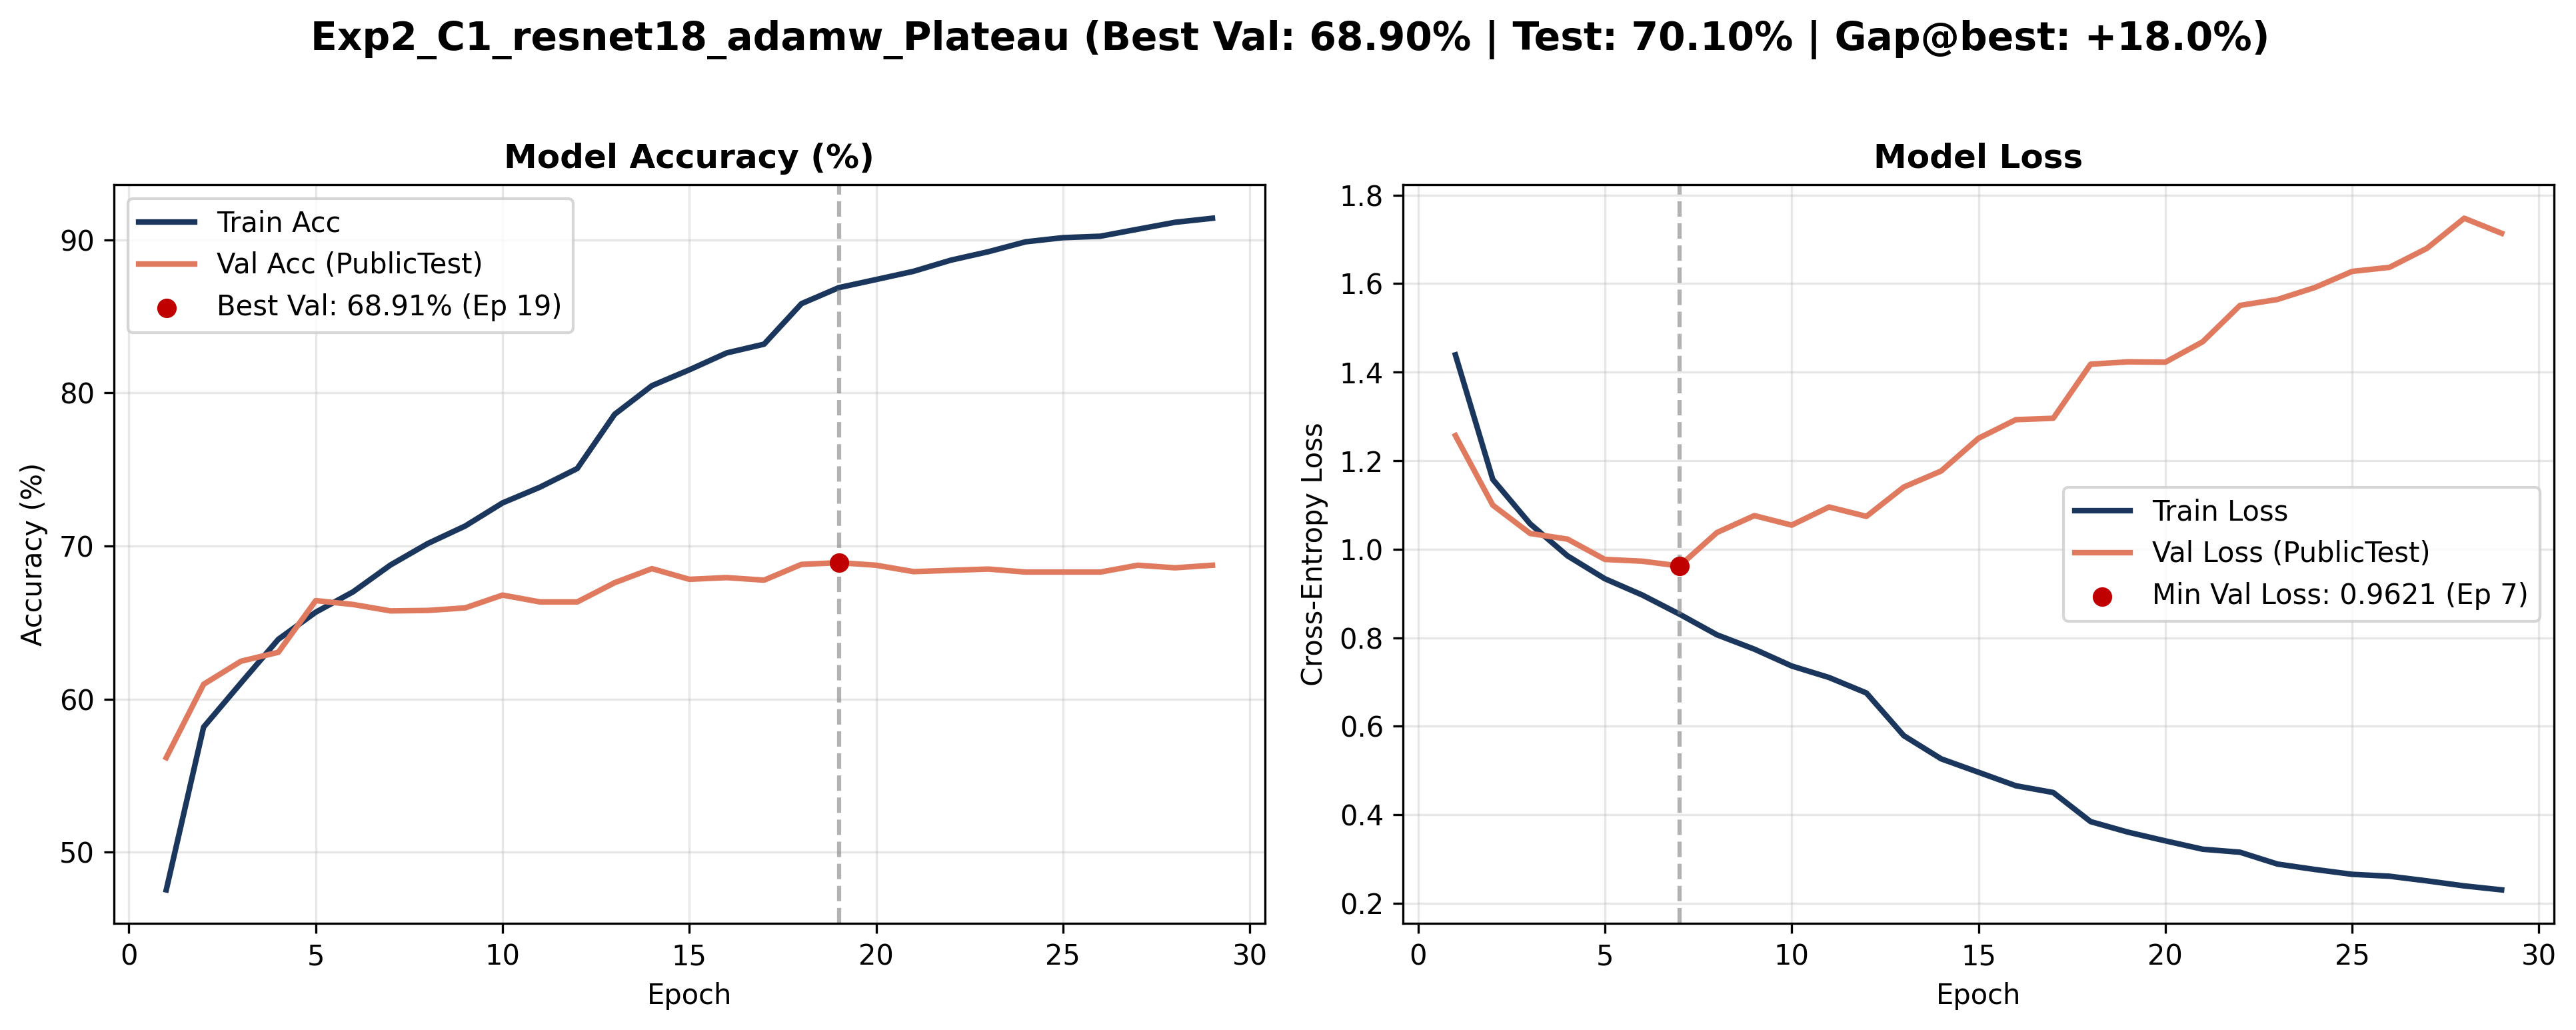 Exp2_C1_resnet18_adamw_Plateau (Best Val: 68.90% | Test: 70.10% | Gap@best: +18.0%)
Model Accuracy (%)
Train Acc
Val Acc (PublicTest)
Best Val: 68.91% (Ep 19)
90
80
70
60
50
Accuracy (%)
0 5 10 15 20 25 30
Epoch
Model Loss
1.8
1.6
1.4
1.2
1.0
0.8
0.6
0.4
0.2
Cross-Entropy Loss
Train Loss
Val Loss (PublicTest)
Min Val Loss: 0.9621 (Ep 7)
0 5 10 15 20 25 30
Epoch